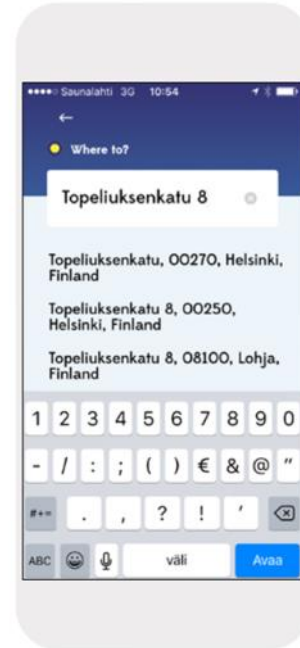 Saunalahti 3G 10:54
←
Where to?
Topeliuksenkatu 8
Topeliuksenkatu, 00270, Helsinki,
Finland
Topeliuksenkatu 8, 00250,
Helsinki, Finland
Topeliuksenkatu 8, 08100, Lohja,
Finland
1 2 3 4 5 6 7 8 9 0
- / : ; ( ) € & @ "
#+= . , ? ! '
ABC väli Avaa